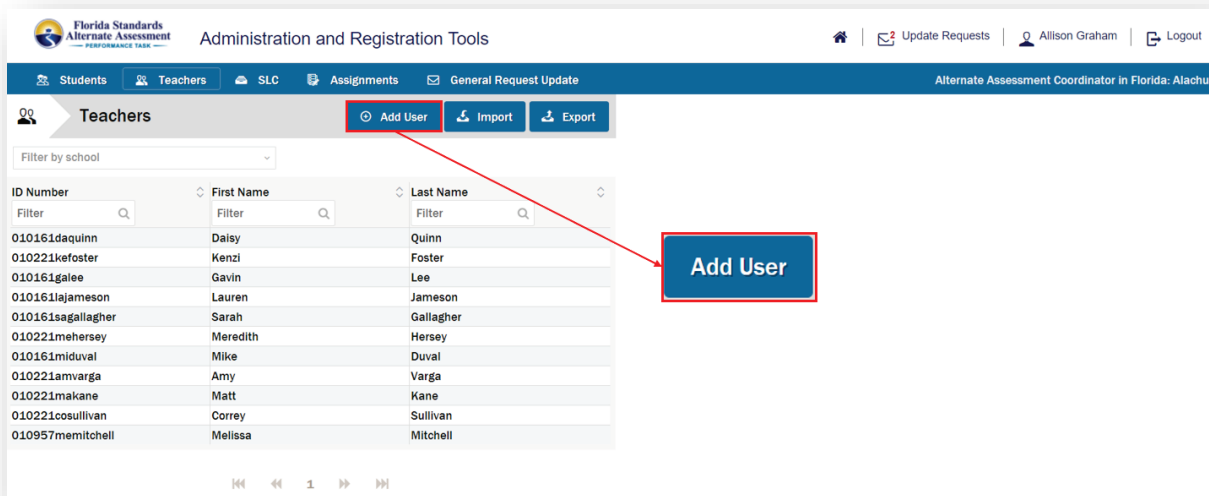 Florida Standards
Alternate Assessment
PERFORMANCE TASK
Administration and Registration Tools
2 Update Requests
Allison Graham
Logout
Students Teachers SLC Assignments General Request Update
Alternate Assessment Coordinator in Florida: Alachu
Teachers
Add User Import Export
Filter by school
ID Number First Name Last Name
Filter Filter Filter
010161daquinn Daisy Quinn
010221kefoster Kenzi Foster
010161galee Gavin Lee
010161lajameson Lauren Jameson
010161sagallagher Sarah Gallagher
010221mehersey Meredith Hersey
010161miduval Mike Duval
010221amvarga Amy Varga
010221makane Matt Kane
010221cosullivan Correy Sullivan
010957memitchell Melissa Mitchell
Add User
1